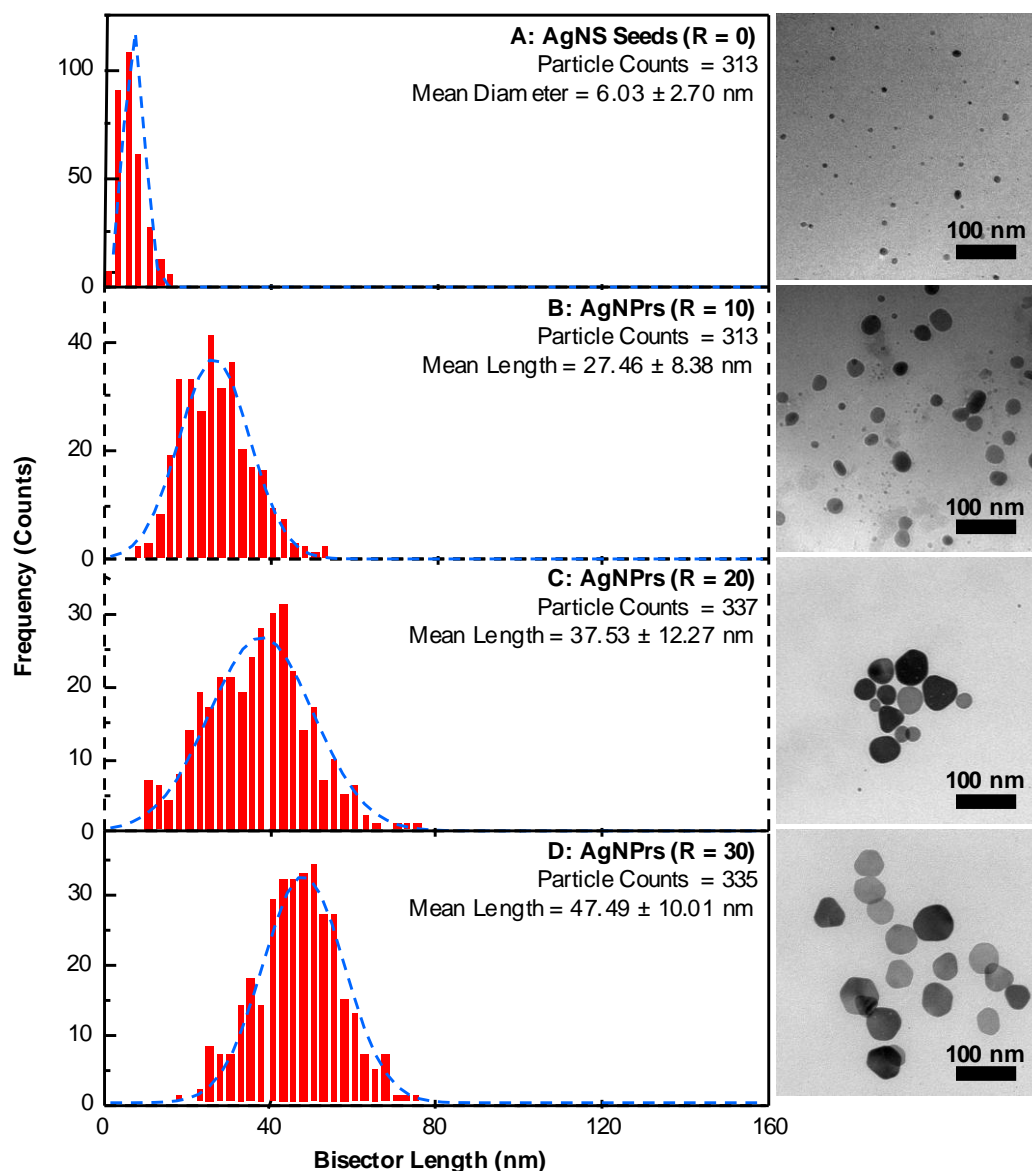 A: AgNS Seeds (R = 0)
Particle Counts = 313
Mean Diameter = 6.03 ± 2.70 nm
100
50
0
100 nm
B: AgNPrs (R = 10)
Particle Counts = 313
Mean Length = 27.46 ± 8.38 nm
40
20
0
100 nm
C: AgNPrs (R = 20)
Particle Counts = 337
Mean Length = 37.53 ± 12.27 nm
30
20
10
0
100 nm
D: AgNPrs (R = 30)
Particle Counts = 335
Mean Length = 47.49 ± 10.01 nm
30
20
10
0
100 nm
Frequency (Counts)
0 40 80 120 160
Bisector Length (nm)